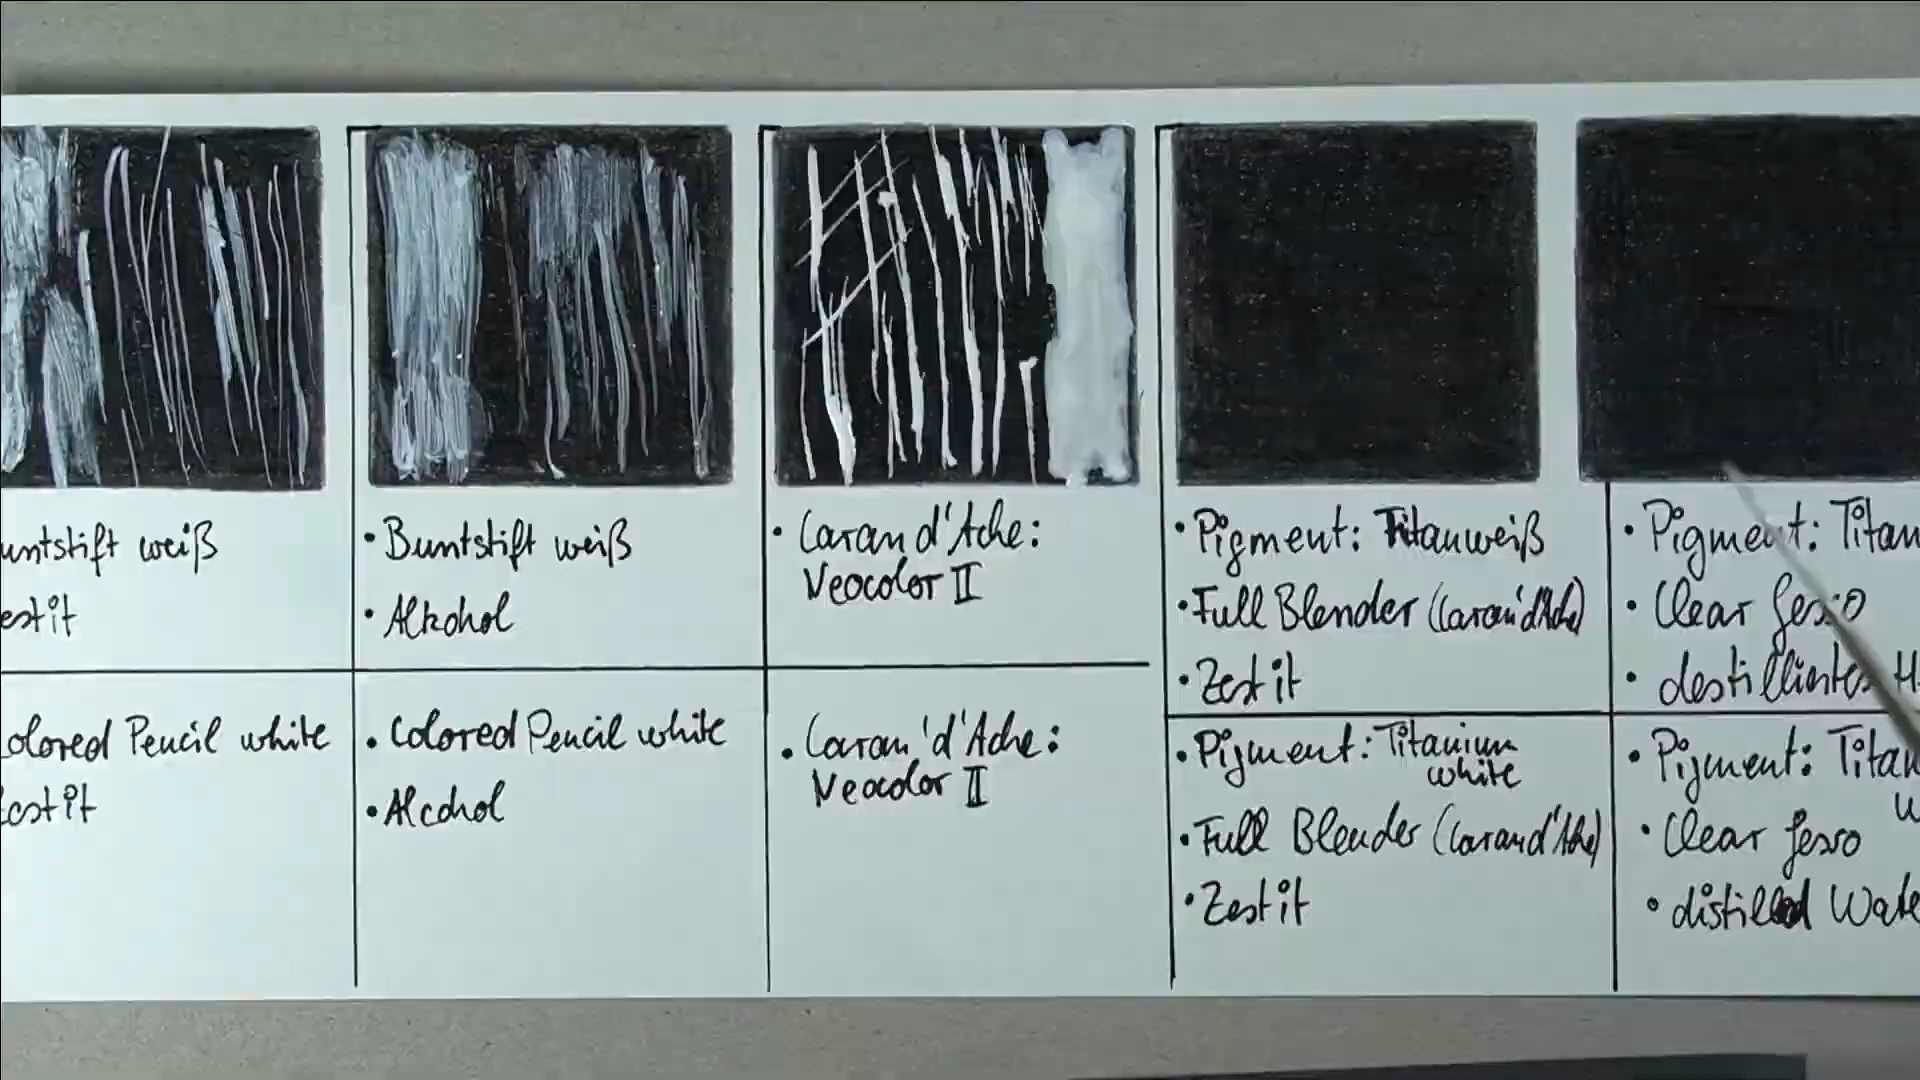 untstift weiß
estit
• Buntstift weiß
• Alkohol
• Caran d'Ache:
Neocolor II
• Pigment: Titanweiß
• Full Blender (Caran d'Ache)
• Zest it
• Pigment: Titan
• Clear Gesso
• destilliertes H
olored Pencil white
estit
• Colored Pencil white
• Alcohol
• Caran'd'Ache:
Neocolor II
• Pigment: Titanium
white
• Full Blender (Caran d'Ache)
• Zest it
• Pigment: Titan
w
• Clear Gesso
• distilled Wate